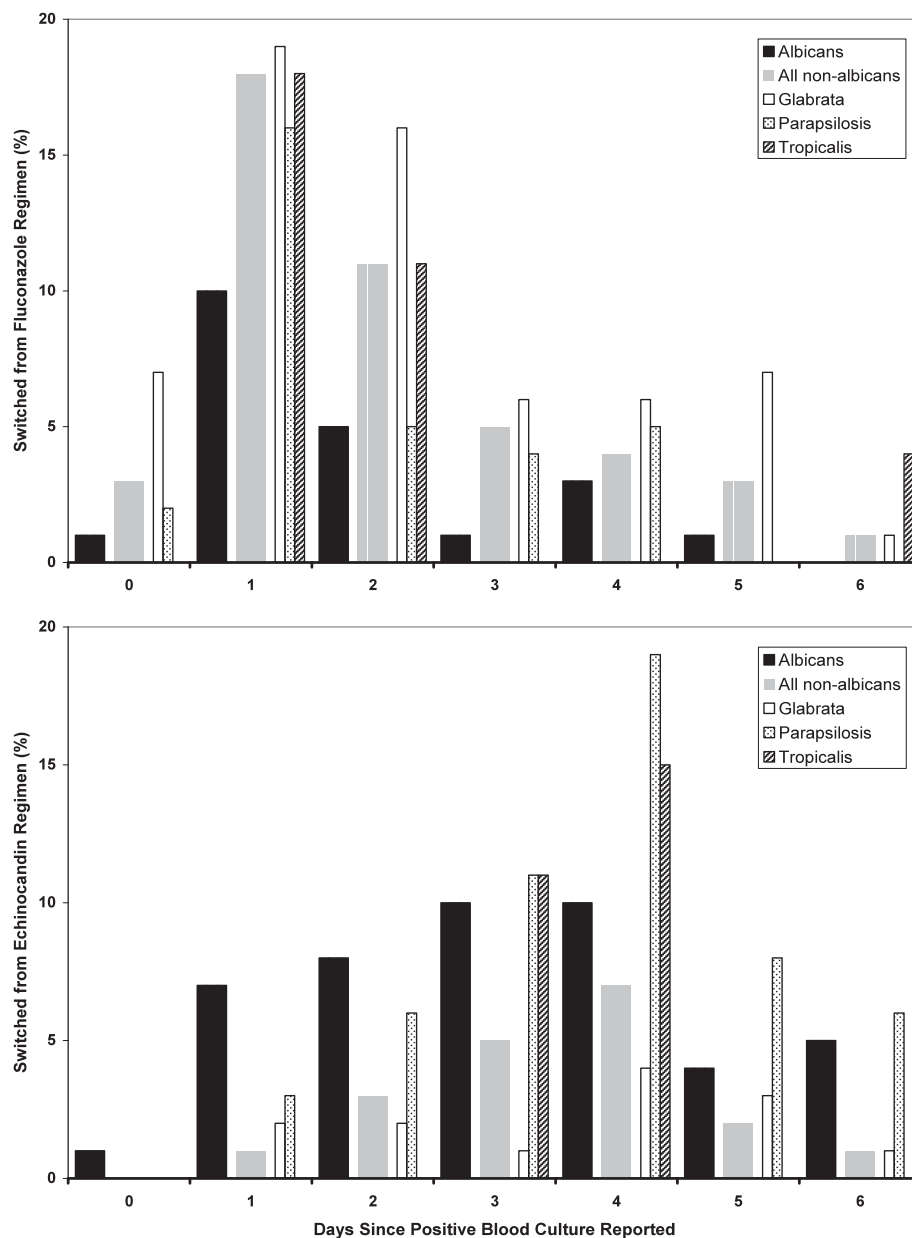 Switched from Fluconazole Regimen (%)
20
15
10
5
0
Albicans
All non-albicans
Glabrata
Parapsilosis
Tropicalis
0 1 2 3 4 5 6
Switched from Echinocandin Regimen (%)
20
15
10
5
0
Albicans
All non-albicans
Glabrata
Parapsilosis
Tropicalis
0 1 2 3 4 5 6
Days Since Positive Blood Culture Reported